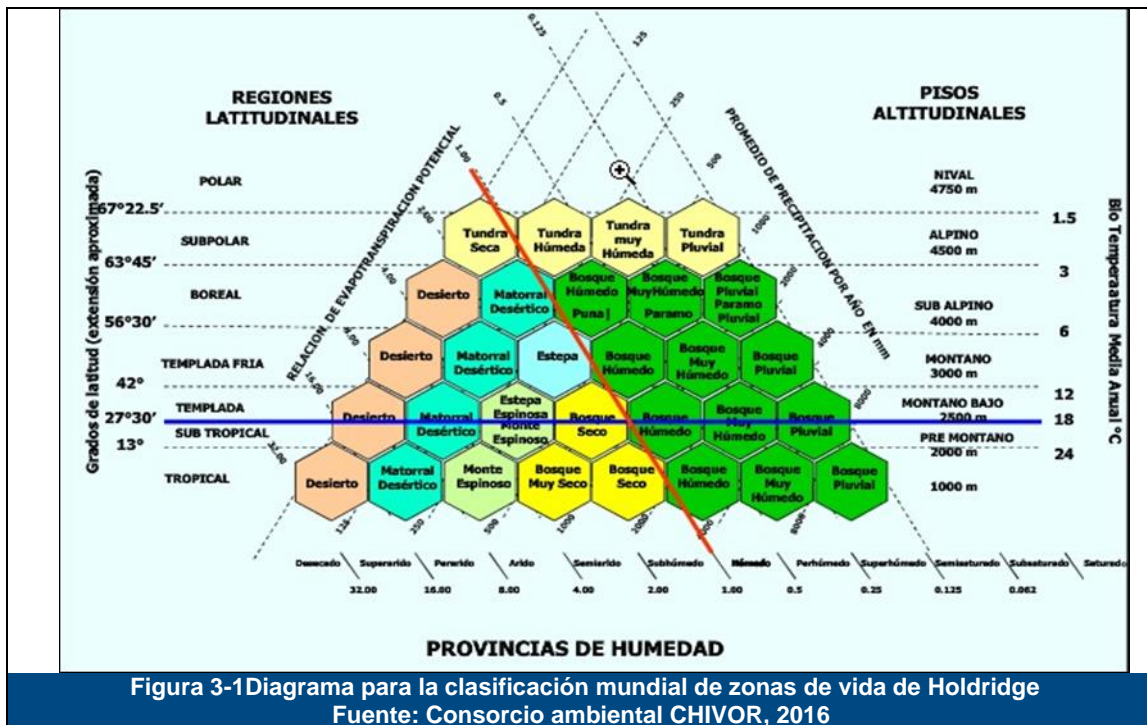 0.125
125
0.5
250
REGIONES
LATITUDINALES
PISOS
ALTITUDINALES
RELACION DE EVAPOTRANSPIRACION POTENCIAL
PROMEDIO DE PRECIPITACION POR AÑO EN mm
Grados de latitud (extensión aproximada)
Bio Temperaatura Media Anual °C
1.00
500
POLAR
NIVAL
4750 m
67°22.5'
2.00
1000
1.5
SUBPOLAR
Tundra
Seca
Tundra
Húmeda
Tundra
muy
Húmeda
Tundra
Pluvial
ALPINO
4500 m
63°45'
4.00
2000
3
BOREAL
Desierto
Matorral
Desértico
Bosque
Húmedo
Puna|
Bosque
MuyHúmedo
Paramo
Bosque
Pluvial
Paramo
Pluvial
SUB ALPINO
4000 m
56°30'
4000
6
TEMPLADA FRIA
Desierto
Matorral
Desértico
Estepa
Bosque
Húmedo
Bosque
Muy
Húmedo
Bosque
Pluvial
MONTANO
3000 m
42°
16.00
8000
12
TEMPLADA
27°30'
SUB TROPICAL
Desierto
Matorral
Desértico
Estepa
Espinosa
Monte
Espinoso
Bosque
Seco
Bosque
Húmedo
Bosque
Muy
Húmedo
Bosque
Pluvial
MONTANO BAJO
2500 m
18
PRE MONTANO
2000 m
13°
32.00
24
TROPICAL
Desierto
Matorral
Desértico
Monte
Espinoso
Bosque
Muy Seco
Bosque
Seco
Bosque
Húmedo
Bosque
Muy
Húmedo
Bosque
Pluvial
1000 m
125 250 500 1000 2000 8000
Desecado Superarido Perarido Arido Semiarido Subhúmedo Húmedo Perhúmedo Superhúmedo Semisaturado Subsaturado
32.00 16.00 8.00 4.00 2.00 1.00 0.5 0.25 0.125 0.062
PROVINCIAS DE HUMEDAD
Figura 3-1Diagrama para la clasificación mundial de zonas de vida de Holdridge
Fuente: Consorcio ambiental CHIVOR, 2016